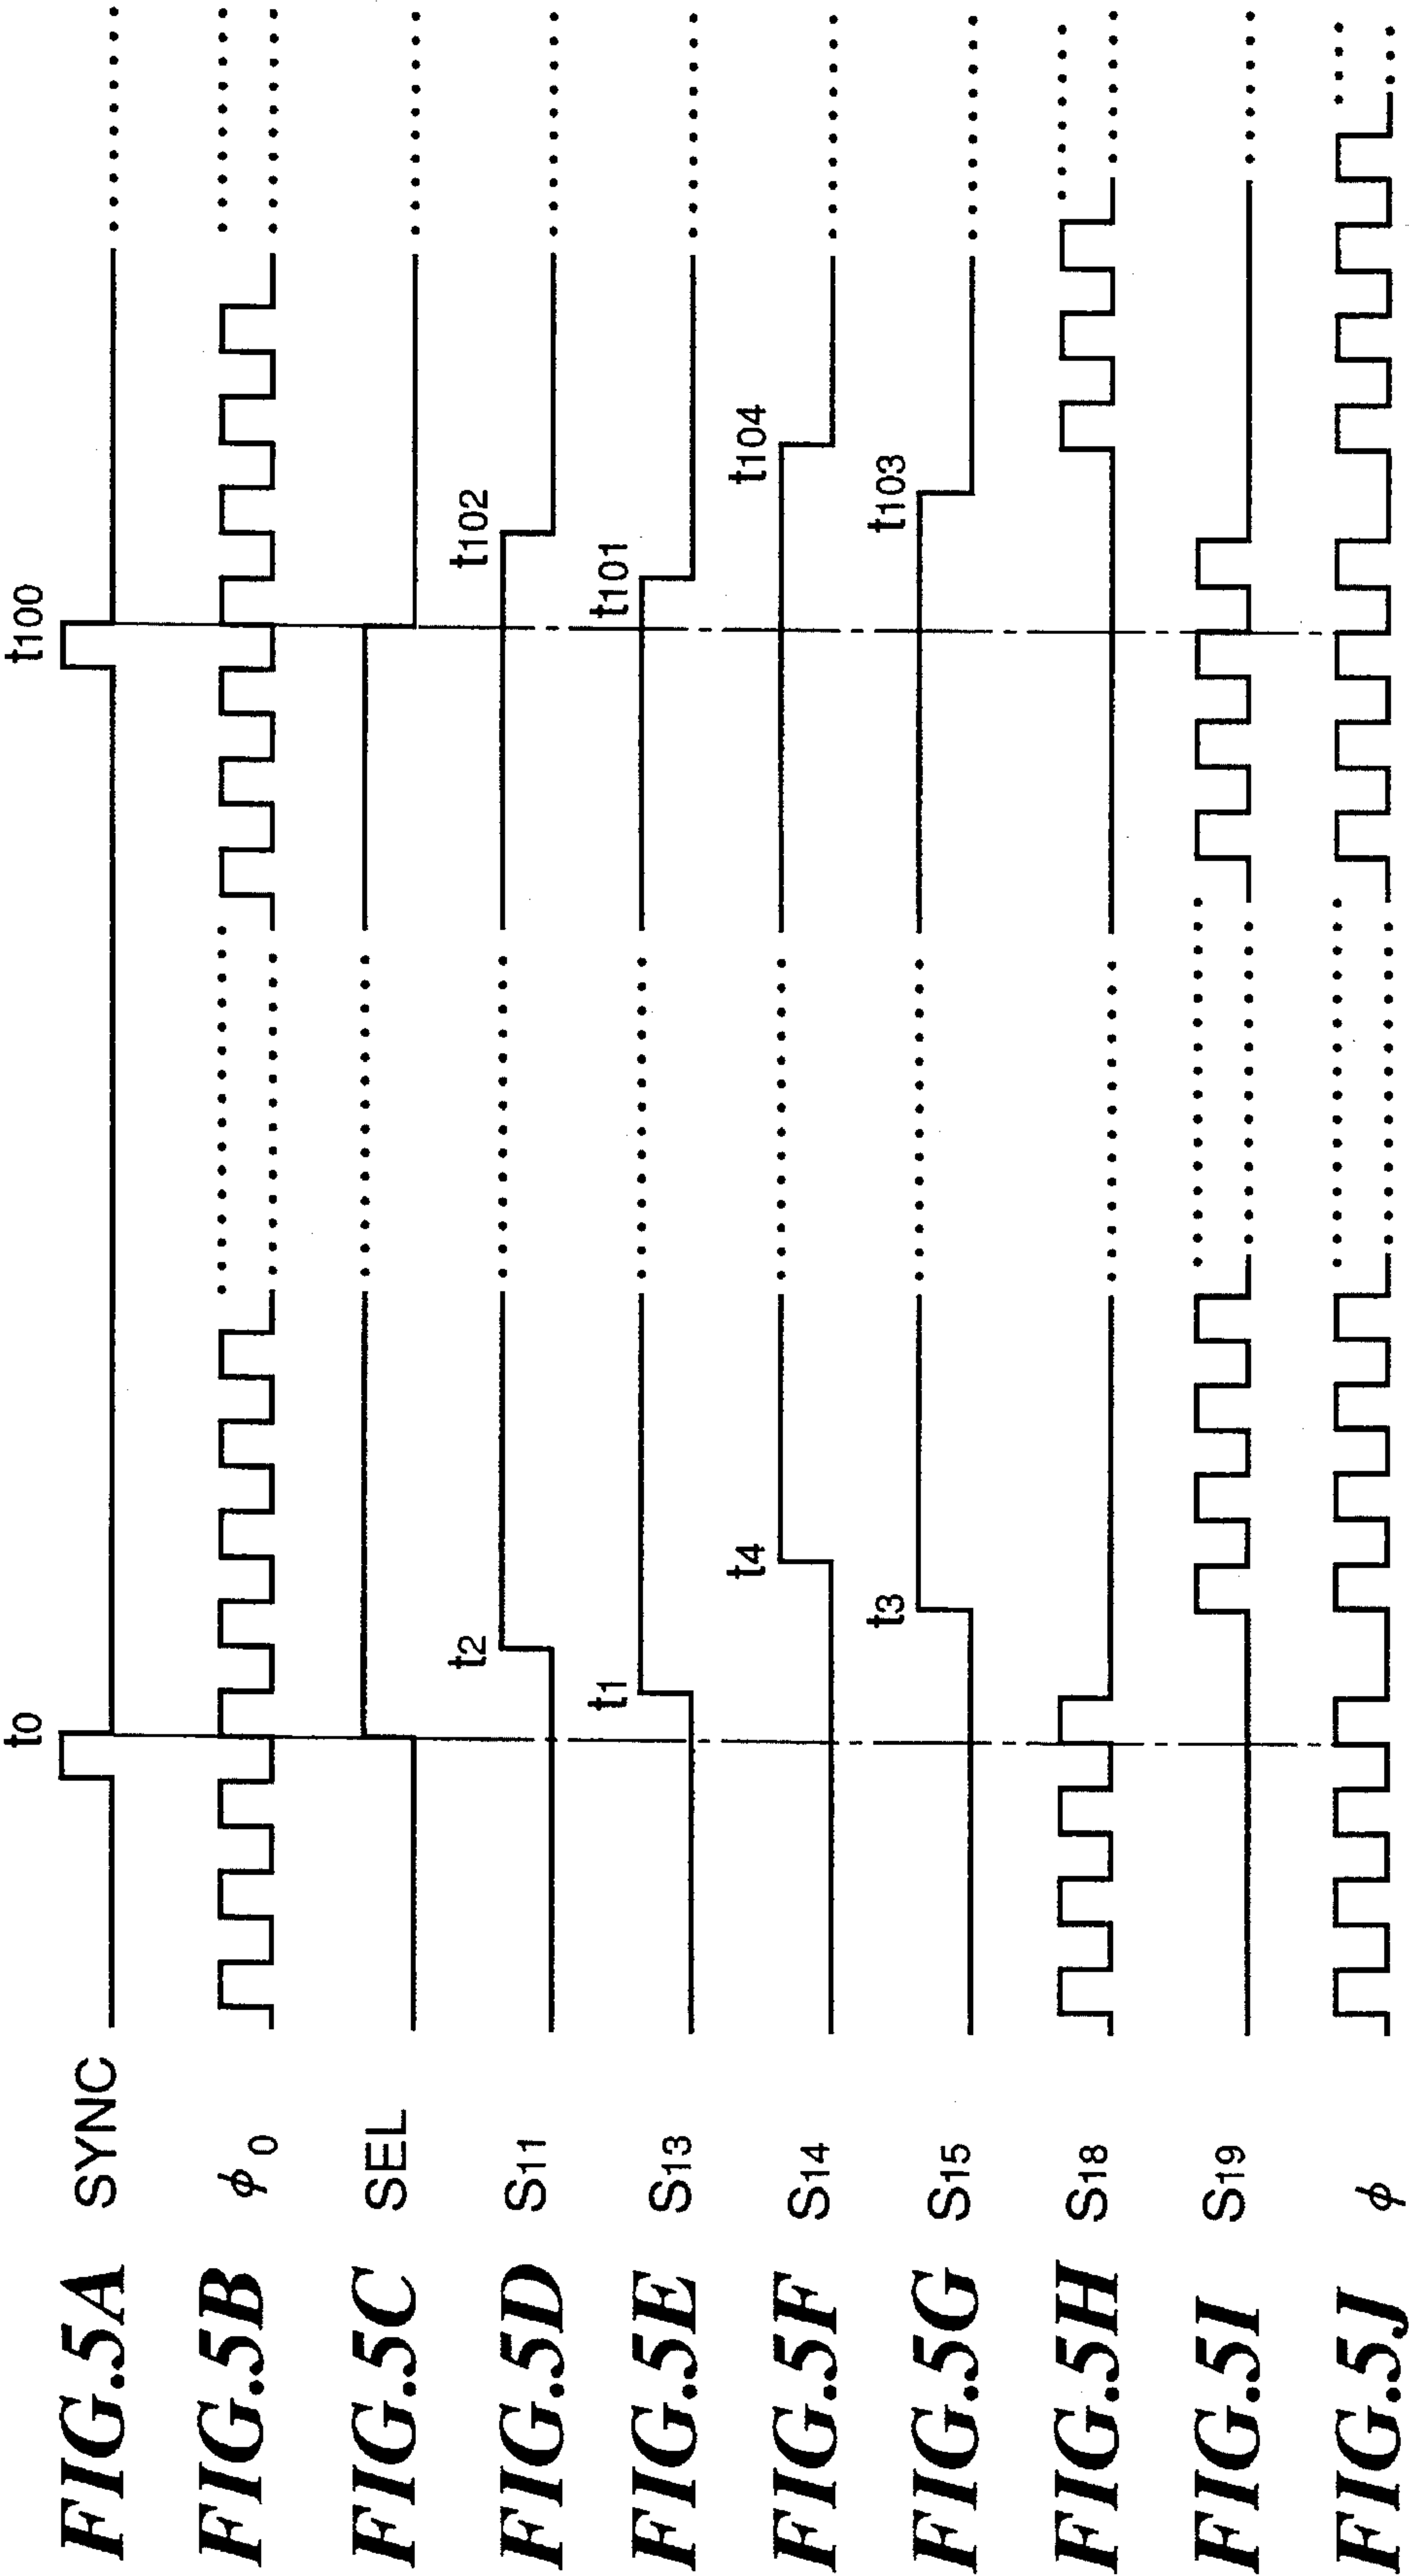 FIG.5A SYNC t0 t100
FIG.5B ϕ0
FIG.5C SEL
FIG.5D S11 t2 t102
FIG.5E S13 t1 t101
FIG.5F S14 t4 t104
FIG.5G S15 t3 t103
FIG.5H S18
FIG.5I S19
FIG.5J ϕ